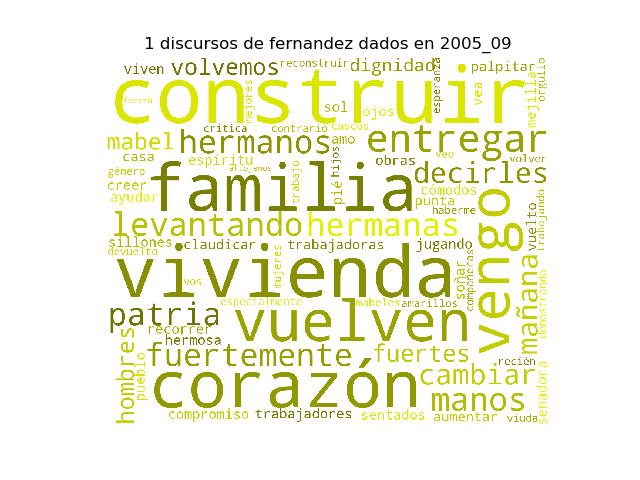 1 discursos de fernandez dados en 2005_09
viven volvemos reconstruir dignidad esperanza palpitar orgullo
construir
fuerza mejores sol ojos vea mejilla
mabel hermanos critica contrario cascos amo entregar
casa espíritu hijos obras veo volver
género familia trabajo pié decirles
creer cómodos
ayudar punta
levantando hermanas haberme vengo vuelto trabajando
sillones claudicar trabajadoras jugando
devuelto vivienda mujeres soñar compañeras mañana demostrando
vos
especialmente mabeles amarillos
patria vuelven
recorrer
hermosa
hombres pueblo fuertemente fuertes recién
corazón cambiar senadora
manos
compromiso trabajadores sentados aumentar viuda